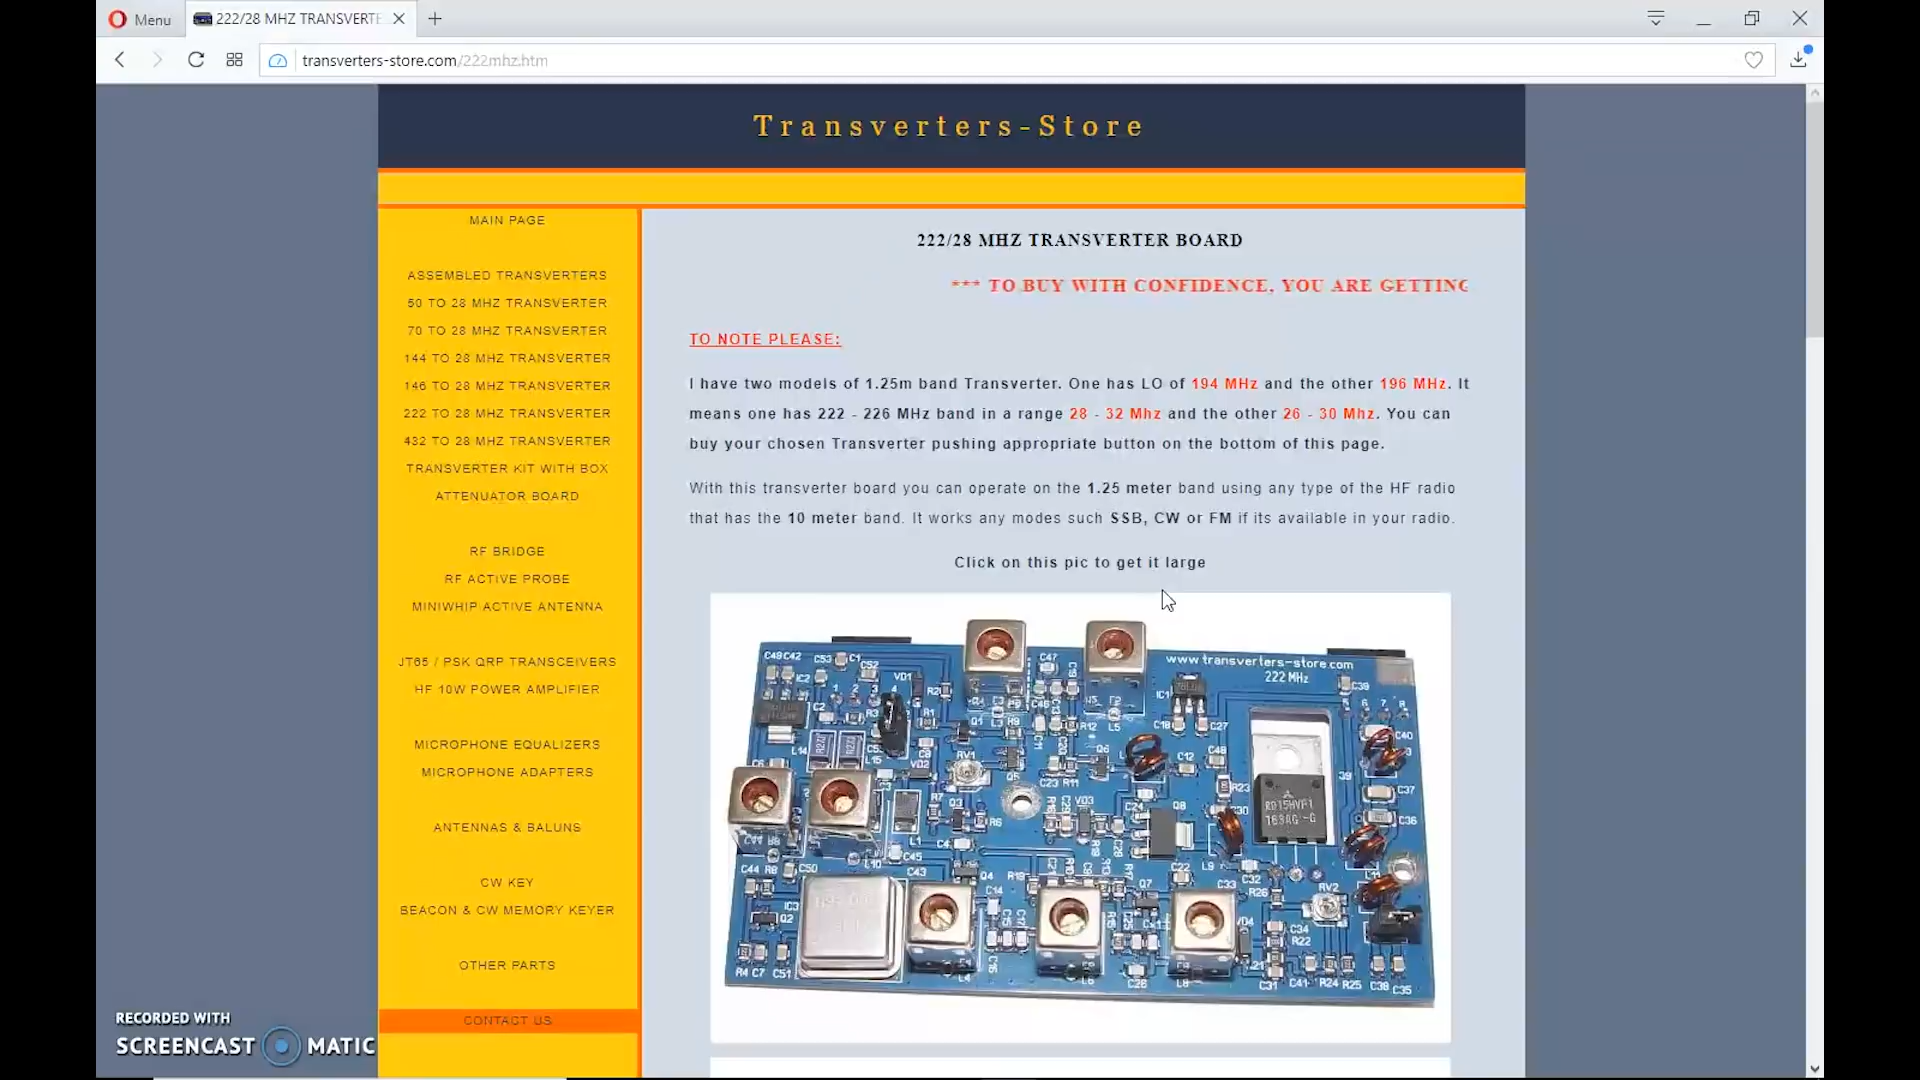 Menu
222/28 MHZ TRANSVERTE
transverters-store.com/222mhz.htm
Transverters-Store
MAIN PAGE
ASSEMBLED TRANSVERTERS
50 TO 28 MHZ TRANSVERTER
70 TO 28 MHZ TRANSVERTER
144 TO 28 MHZ TRANSVERTER
146 TO 28 MHZ TRANSVERTER
222 TO 28 MHZ TRANSVERTER
432 TO 28 MHZ TRANSVERTER
TRANSVERTER KIT WITH BOX
ATTENUATOR BOARD
RF BRIDGE
RF ACTIVE PROBE
MINIWHIP ACTIVE ANTENNA
JT65 / PSK QRP TRANSCEIVERS
HF 10W POWER AMPLIFIER
MICROPHONE EQUALIZERS
MICROPHONE ADAPTERS
ANTENNAS & BALUNS
CW KEY
BEACON & CW MEMORY KEYER
OTHER PARTS
CONTACT US
222/28 MHZ TRANSVERTER BOARD
*** TO BUY WITH CONFIDENCE, YOU ARE GETTING
TO NOTE PLEASE:
I have two models of 1.25m band Transverter. One has LO of 194 MHz and the other 196 MHz. It
means one has 222 - 226 MHz band in a range 28 - 32 Mhz and the other 26 - 30 Mhz. You can
buy your chosen Transverter pushing appropriate button on the bottom of this page.
With this transverter board you can operate on the 1.25 meter band using any type of the HF radio
that has the 10 meter band. It works any modes such SSB, CW or FM if its available in your radio.
Click on this pic to get it large
www.transverters-store.com
222 MHz
RECORDED WITH
SCREENCAST MATIC